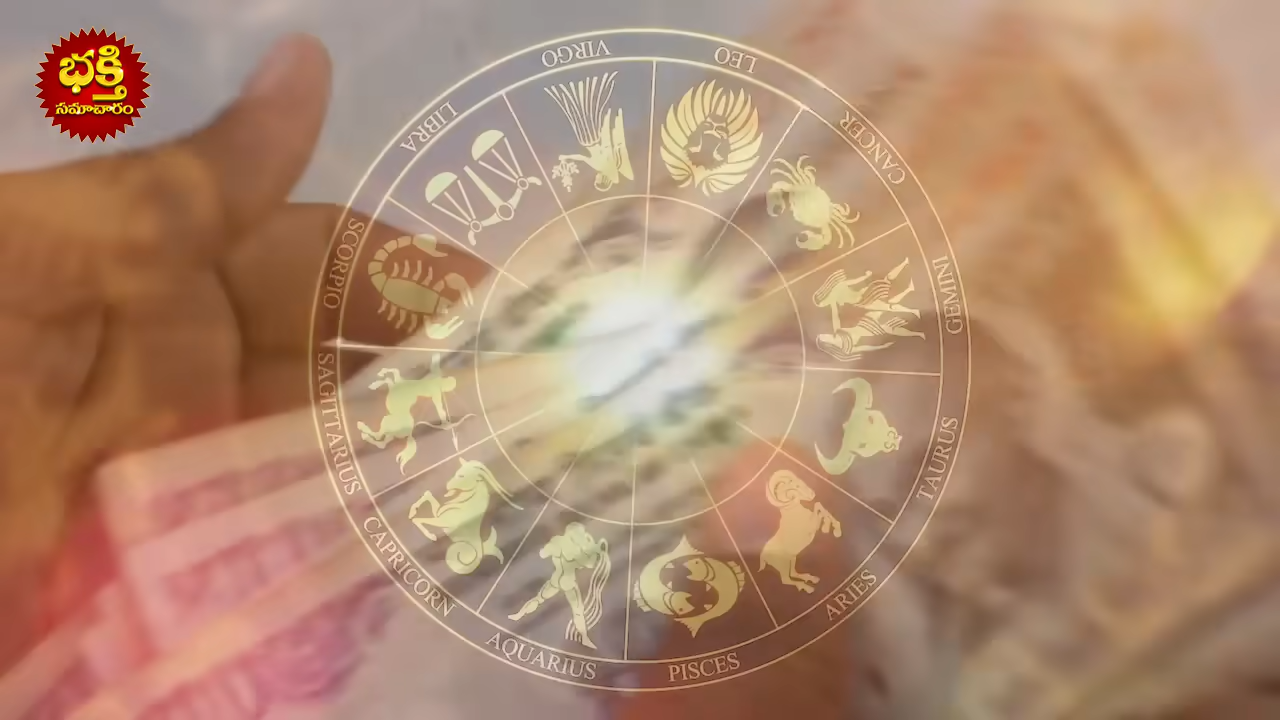 భక్తి
సమాచారం
VIRGO
LEO
LIBRA
CANCER
SCORPIO
GEMINI
SAGITTARIUS
TAURUS
CAPRICORN
ARIES
AQUARIUS
PISCES